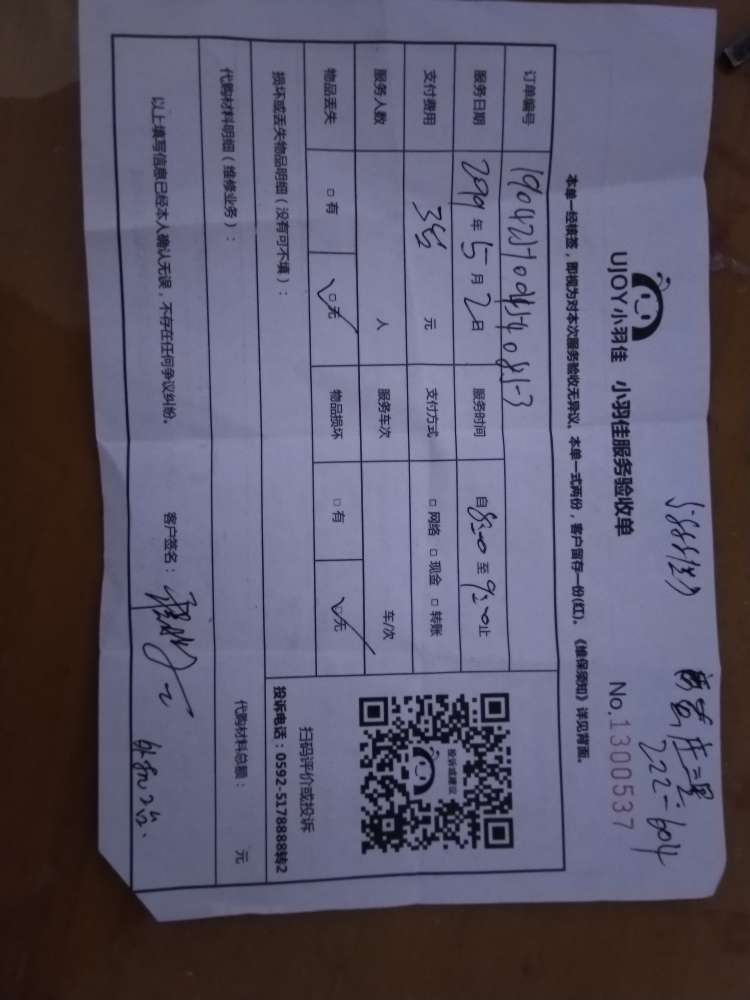 UJOY小羽佳 小羽佳服务验收单
No.1300537
222-604
本单一经核签，即视为对本次服务验收无异议。本单一式两份，客户留存一份(红)。《维保须知》详见背面。
订单编号
服务日期 2019年5月2日 服务时间 自8:00至9:00止
支付费用 元 支付方式 □网络 □现金 □转账
服务人数 人 服务车次 车/次
物品丢失 □有 □无 物品损坏 □有 □无
损坏或丢失物品明细（没有可不填）：
投诉或建议
扫码评价或投诉
投诉电话：0592-5178888转2
代购材料明细（维修业务）： 代购材料总额： 元
以上填写信息已经本人确认无误，不存在任何争议纠纷。 客户签名：